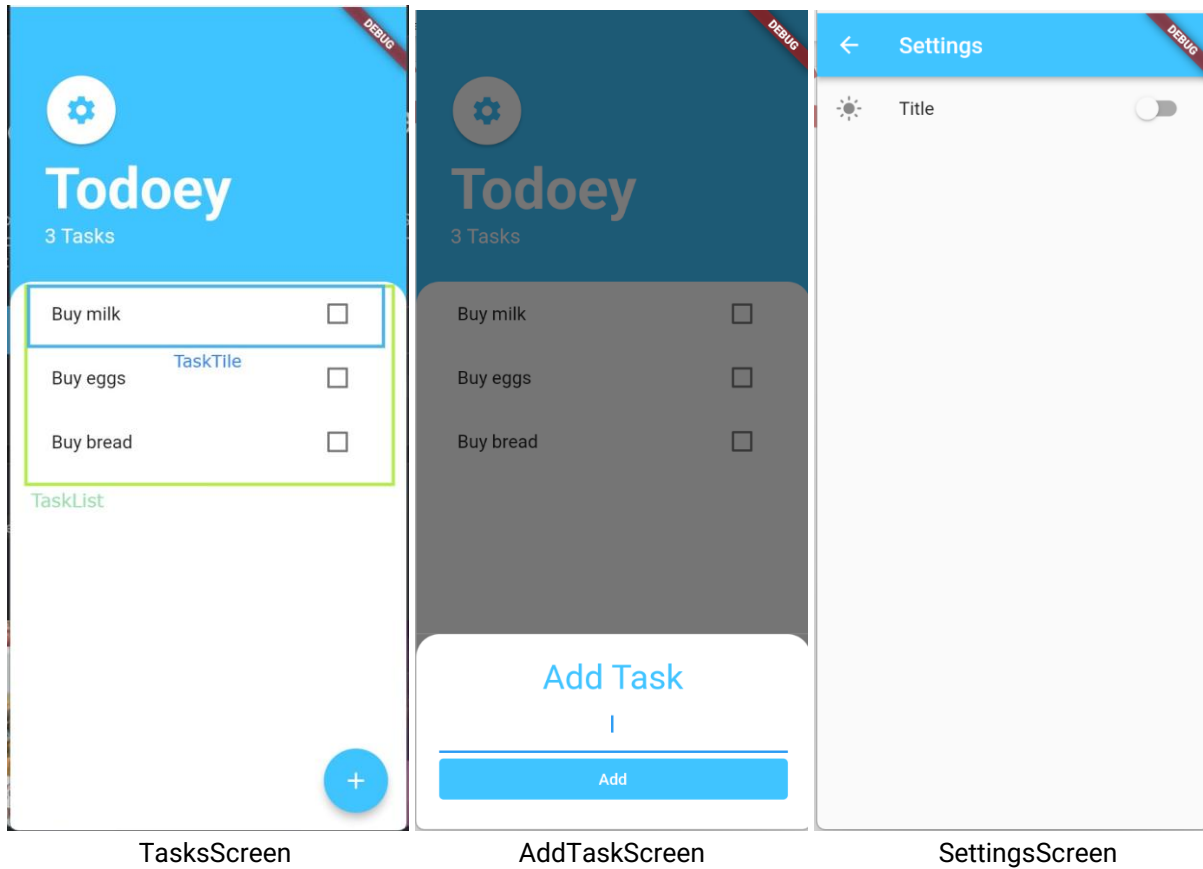 DEBUG
Todoey
3 Tasks
Buy milk
TaskTile
Buy eggs
Buy bread
TaskList
+
TasksScreen
DEBUG
Todoey
3 Tasks
Buy milk
Buy eggs
Buy bread
Add Task
Add
AddTaskScreen
DEBUG
Settings
Title
SettingsScreen